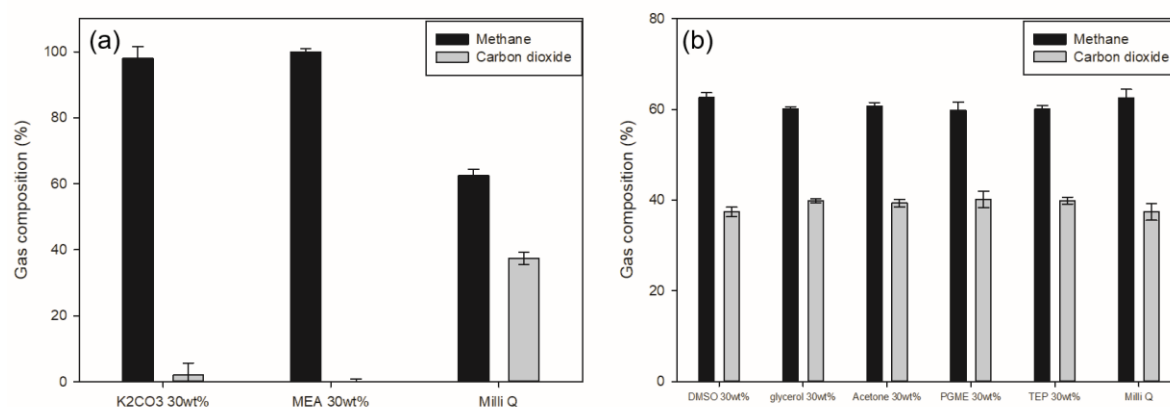 (a)
Methane
Carbon dioxide
Gas composition (%)
100
80
60
40
20
0
K2CO3 30wt%
MEA 30wt%
Milli Q
(b)
Methane
Carbon dioxide
Gas composition (%)
80
60
40
20
0
DMSO 30wt%
glycerol 30wt%
Acetone 30wt%
PGME 30wt%
TEP 30wt%
Milli Q